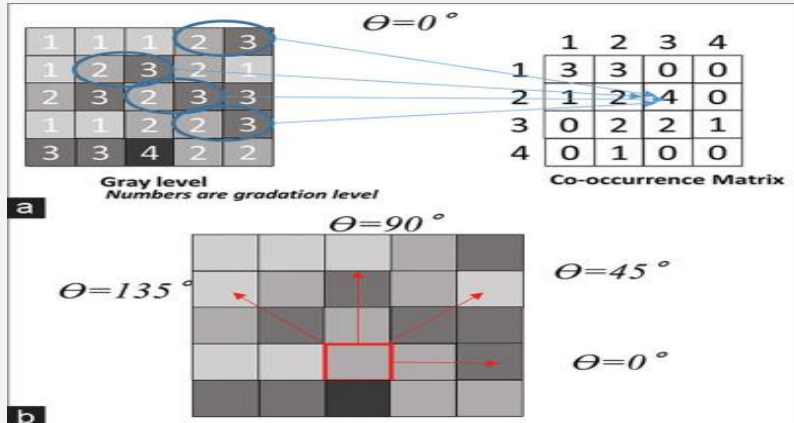 Ө=0°
1 1 1 2 3
1 2 3 2 1
2 3 2 3 3
1 1 2 2 3
3 3 4 2 2
1 2 3 4
1 3 3 0 0
2 1 2 4 0
3 0 2 2 1
4 0 1 0 0
Gray level
Numbers are gradation level
Co-occurrence Matrix
a
Ө=90°
Ө=135°
Ө=45°
Ө=0°
b